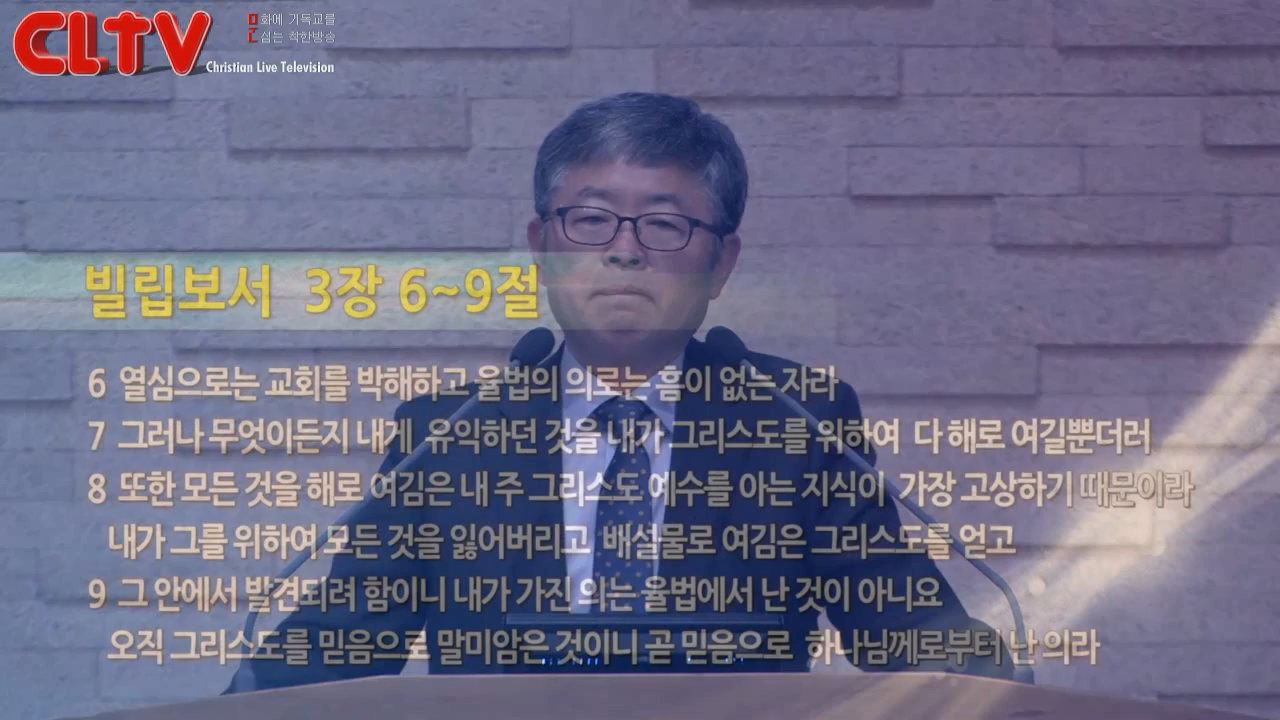 CLTV
문화에 기독교를
심는 착한방송
Christian Live Television
빌립보서 3장 6~9절
6 열심으로는 교회를 박해하고 율법의 의로는 흠이 없는 자라
7 그러나 무엇이든지 내게 유익하던 것을 내가 그리스도를 위하여 다 해로 여길뿐더러
8 또한 모든 것을 해로 여김은 내 주 그리스도 예수를 아는 지식이 가장 고상하기 때문이라
내가 그를 위하여 모든 것을 잃어버리고 배설물로 여김은 그리스도를 얻고
9 그 안에서 발견되려 함이니 내가 가진 의는 율법에서 난 것이 아니요
오직 그리스도를 믿음으로 말미암은 것이니 곧 믿음으로 하나님께로부터 난 의라